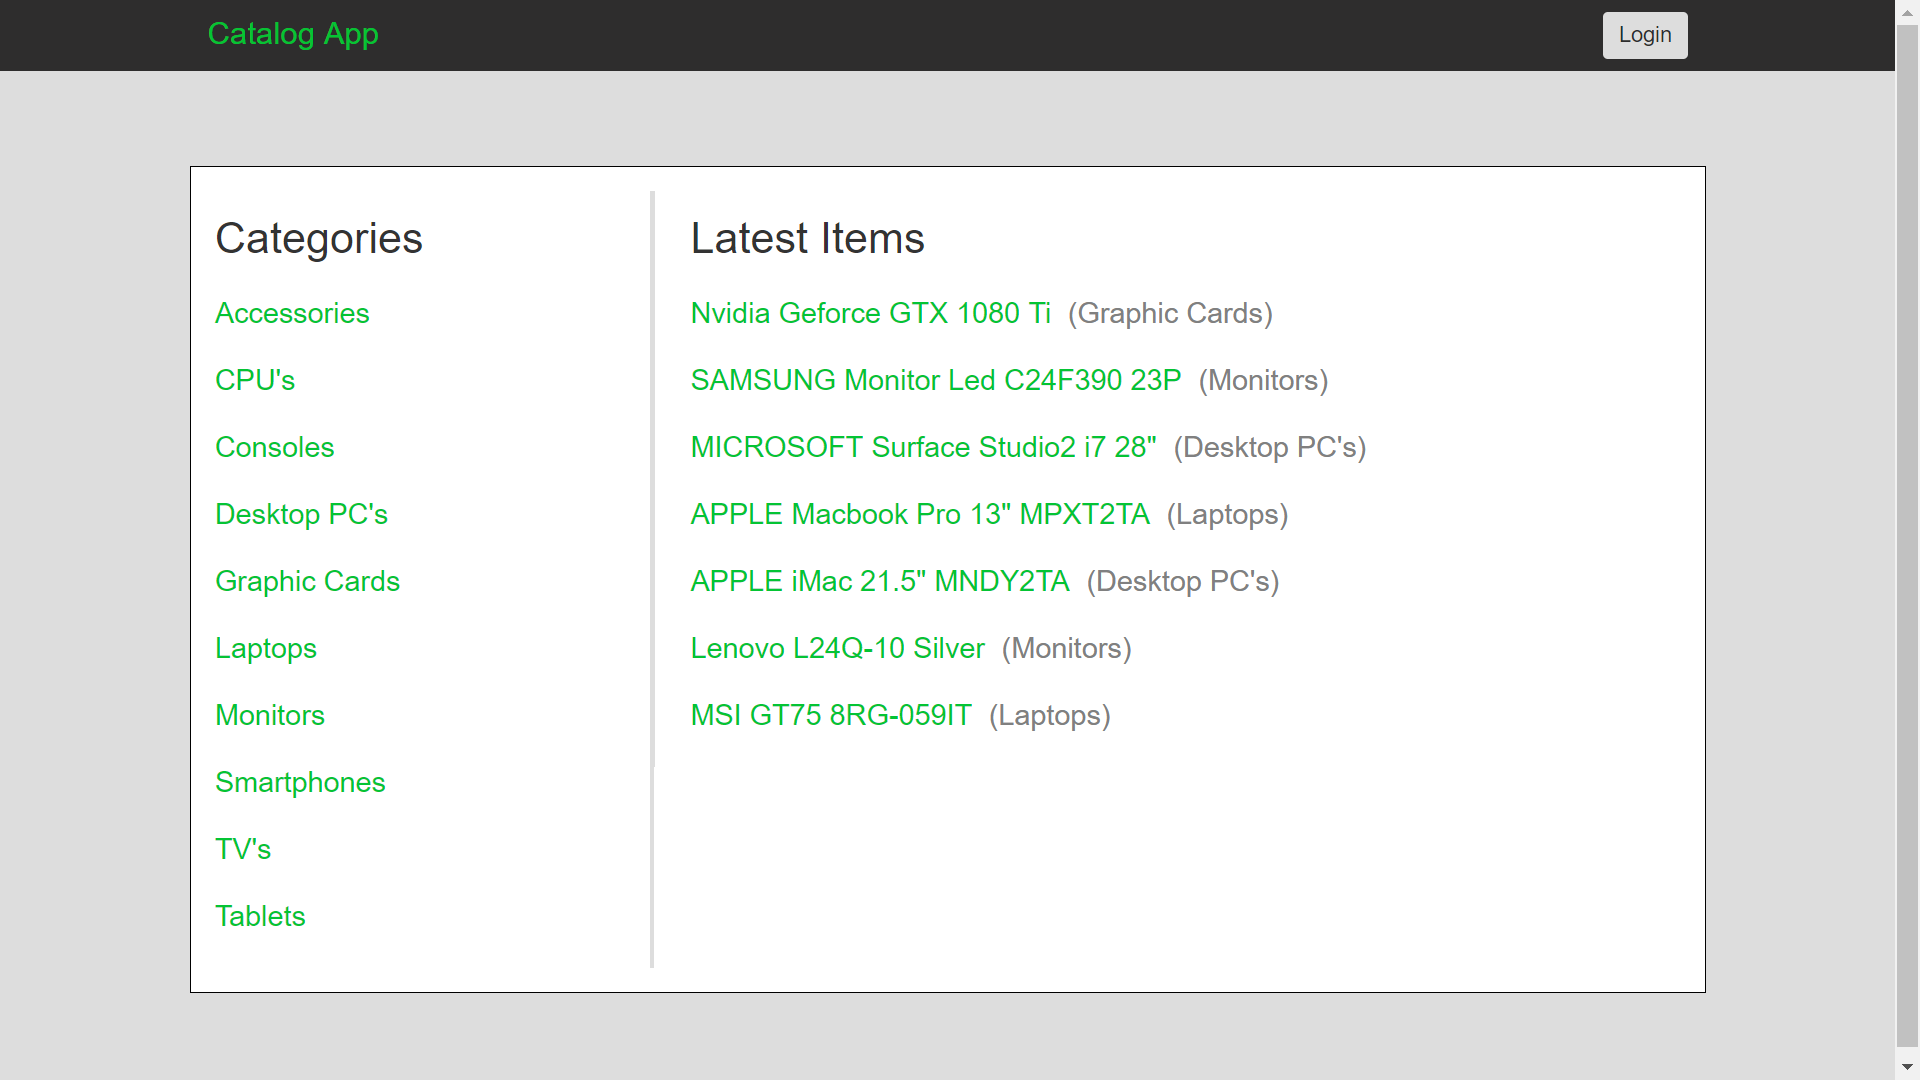 Catalog App
Login
Categories
Accessories
CPU's
Consoles
Desktop PC's
Graphic Cards
Laptops
Monitors
Smartphones
TV's
Tablets
Latest Items
Nvidia Geforce GTX 1080 Ti (Graphic Cards)
SAMSUNG Monitor Led C24F390 23P (Monitors)
MICROSOFT Surface Studio2 i7 28" (Desktop PC's)
APPLE Macbook Pro 13" MPXT2TA (Laptops)
APPLE iMac 21.5" MNDY2TA (Desktop PC's)
Lenovo L24Q-10 Silver (Monitors)
MSI GT75 8RG-059IT (Laptops)